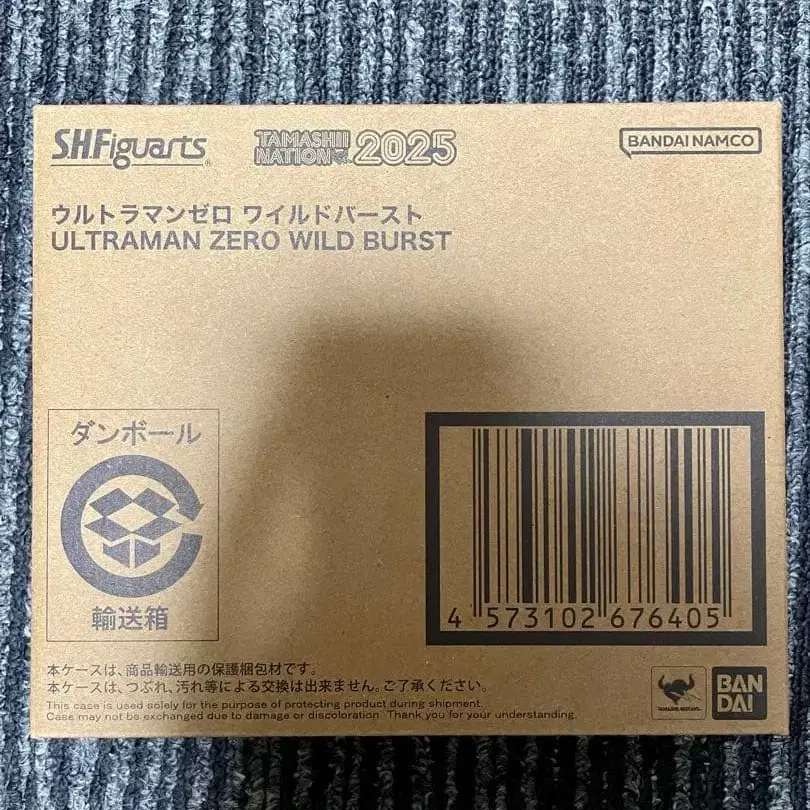 S.H.Figuarts
TAMASHII NATION 2025
BANDAI NAMCO
ウルトラマンゼロ ワイルドバースト
ULTRAMAN ZERO WILD BURST
ダンボール
輸送箱
4 573102 676405
本ケースは、商品輸送用の保護梱包材です。
本ケースは、つぶれ、汚れ等による交換は出来ません。ご了承ください。
This case is used solely for the purpose of protecting product during shipment.
Case may not be exchanged due to damage or discoloration. Thank you for your understanding.
TAMASHII NATIONS
BAN
DAI